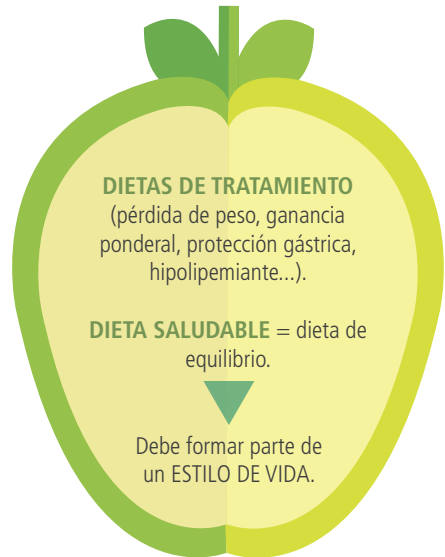 DIETAS DE TRATAMIENTO
(pérdida de peso, ganancia
ponderal, protección gástrica,
hipolipemiante...).
DIETA SALUDABLE = dieta de
equilibrio.
Debe formar parte de
un ESTILO DE VIDA.